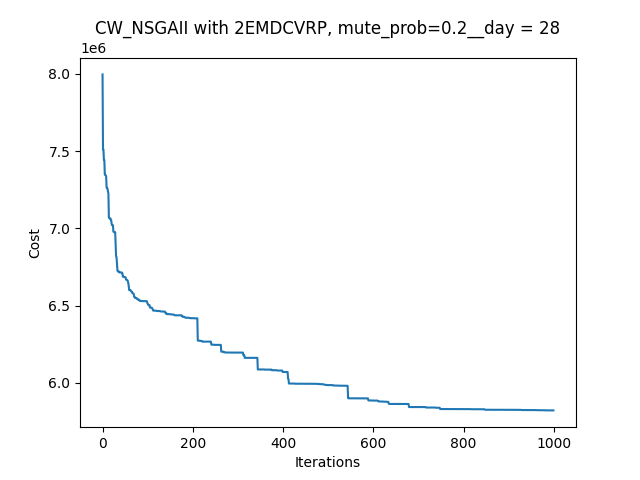 CW_NSGAII with 2EMDCVRP, mute_prob=0.2__day = 28
1e6
8.0
7.5
7.0
6.5
6.0
Cost
0 200 400 600 800 1000
Iterations